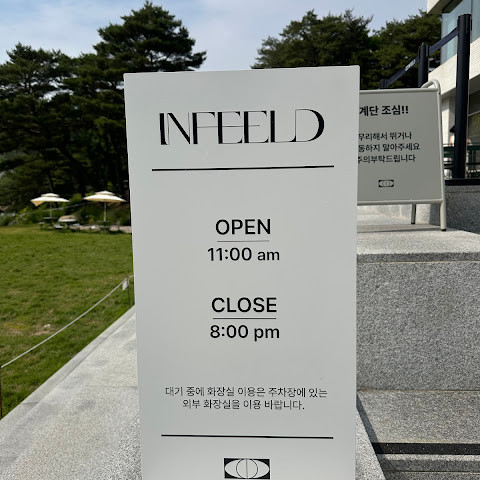 INFEELD
OPEN
11:00 am
CLOSE
8:00 pm
대기 중에 화장실 이용은 주차장에 있는
외부 화장실을 이용 바랍니다.
계단 조심!!
무리해서 뛰거나
하지 말아주세요
주의부탁드립니다